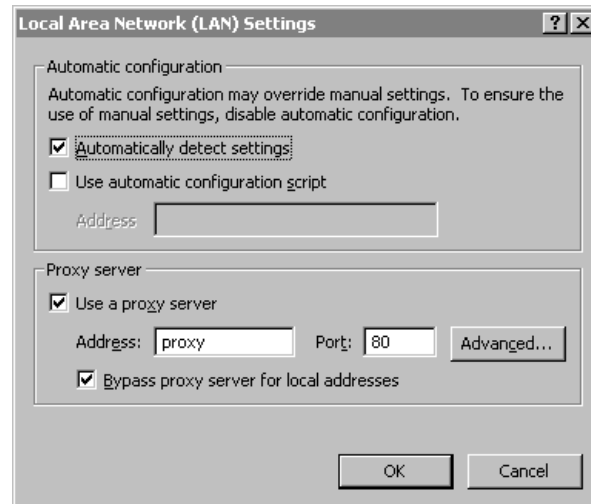 Local Area Network (LAN) Settings
Automatic configuration
Automatic configuration may override manual settings. To ensure the
use of manual settings, disable automatic configuration.
Automatically detect settings
Use automatic configuration script
Address
Proxy server
Use a proxy server
Address: proxy Port: 80 Advanced...
Bypass proxy server for local addresses
OK Cancel